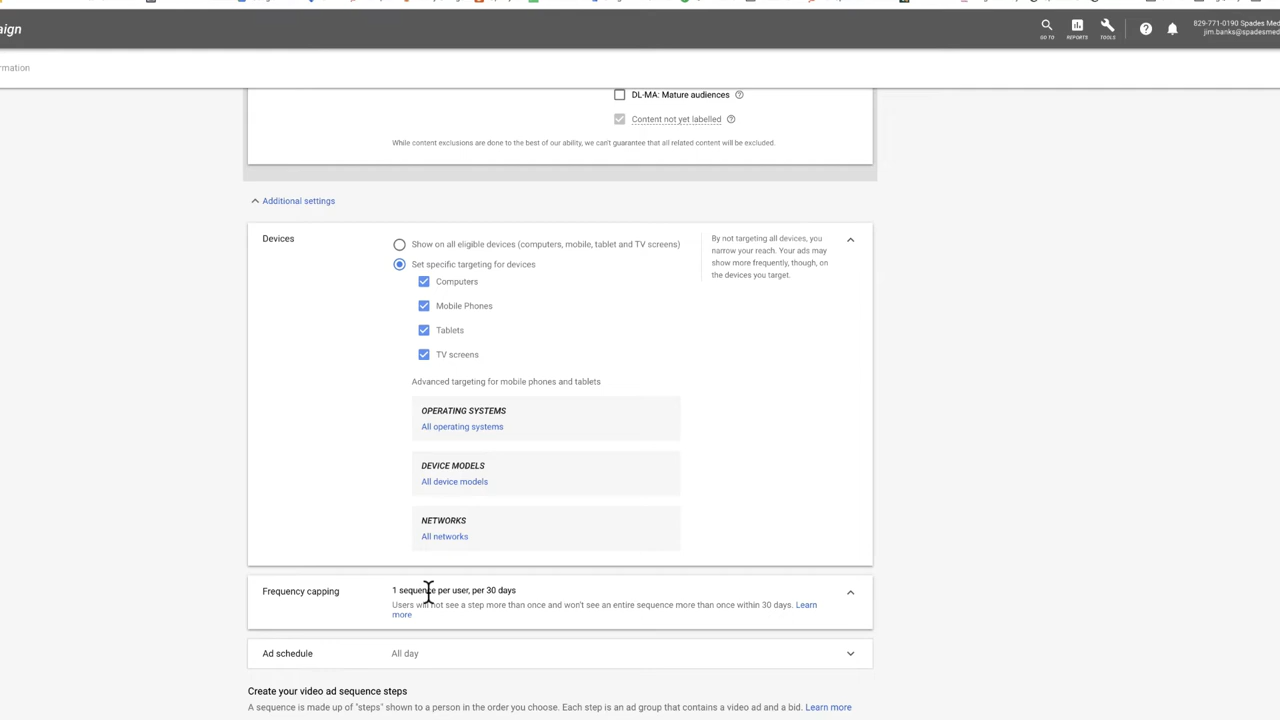 aign
GO TO
REPORTS
TOOLS
829-771-0190 Spades Med
jim.banks@spadesmed
rmation
DL-MA: Mature audiences
Content not yet labelled
While content exclusions are done to the best of our ability, we can't guarantee that all related content will be excluded.
Additional settings
Devices
Show on all eligible devices (computers, mobile, tablet and TV screens)
Set specific targeting for devices
Computers
Mobile Phones
Tablets
TV screens
By not targeting all devices, you
narrow your reach. Your ads may
show more frequently, though, on
the devices you target.
Advanced targeting for mobile phones and tablets
OPERATING SYSTEMS
All operating systems
DEVICE MODELS
All device models
NETWORKS
All networks
Frequency capping
1 sequence per user, per 30 days
Users will not see a step more than once and won't see an entire sequence more than once within 30 days. Learn
more
Ad schedule
All day
Create your video ad sequence steps
A sequence is made up of "steps" shown to a person in the order you choose. Each step is an ad group that contains a video ad and a bid. Learn more